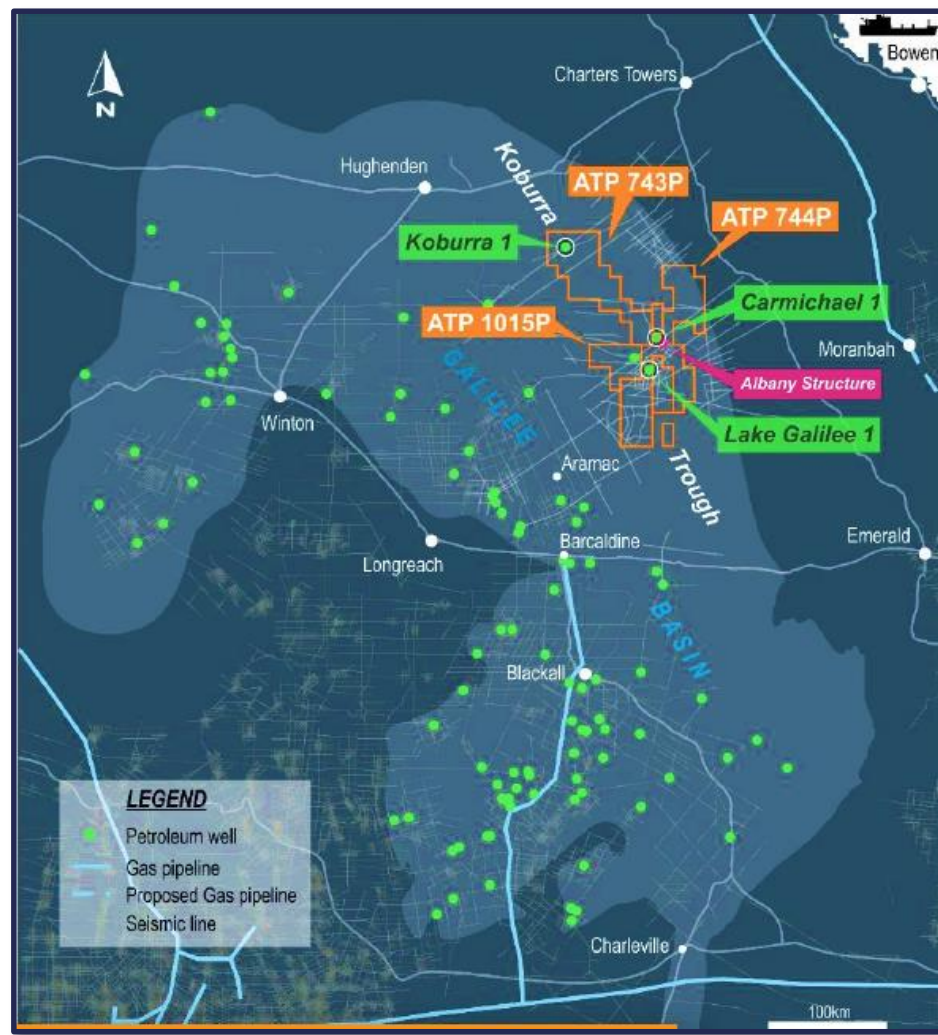 Bowen
Charters Towers
N
Hughenden
Koburra
ATP 743P
ATP 744P
Koburra 1
Carmichael 1
ATP 1015P
Moranbah
GALILEE
Albany Structure
Winton
Lake Galilee 1
Aramac
Trough
Longreach
Barcaldine
Emerald
BASIN
Blackall
LEGEND
Petroleum well
Gas pipeline
Proposed Gas pipeline
Seismic line
Charleville
100km